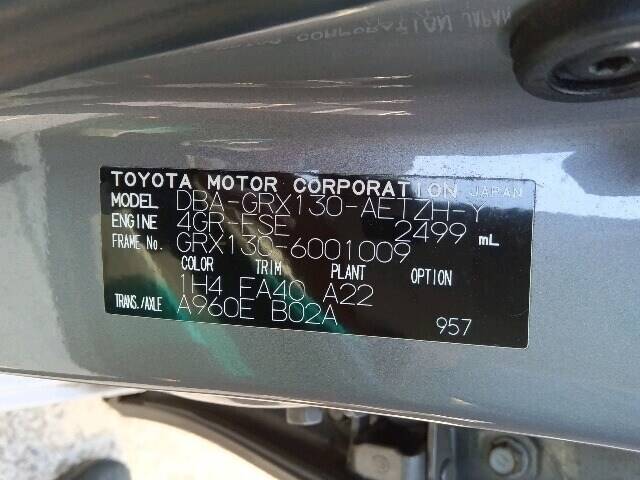 TOYOTA MOTOR CORPORATION JAPAN
MODEL DBA-GRX130-AETZH-Y
ENGINE 4GR-FSE 2499 mL
FRAME No. GRX130-6001009
COLOR TRIM PLANT OPTION
1H4 FA40 A22
TRANS./AXLE A960E B02A
957